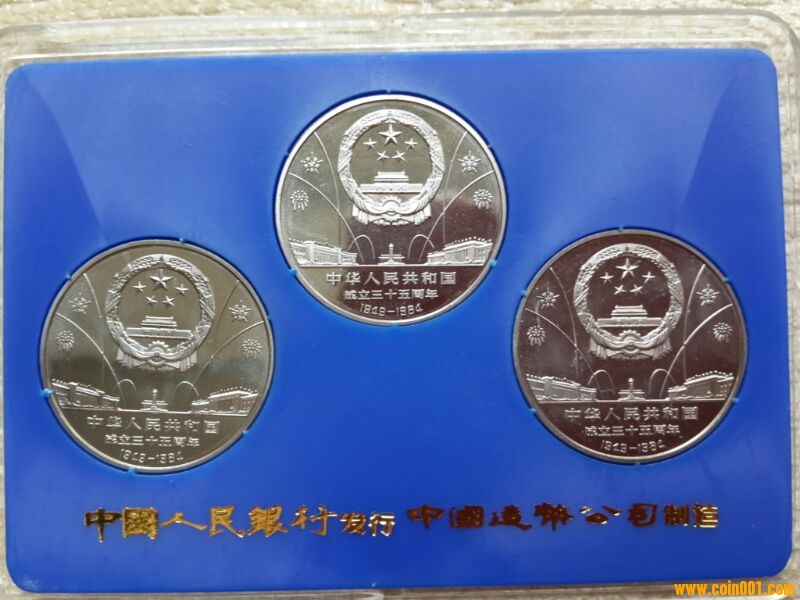 中华人民共和国
成立三十五周年
1949-1984
中华人民共和国
成立三十五周年
1949-1984
中华人民共和国
成立三十五周年
1949-1984
中國人民銀行发行 中國造幣公司制造
www.coin001.com